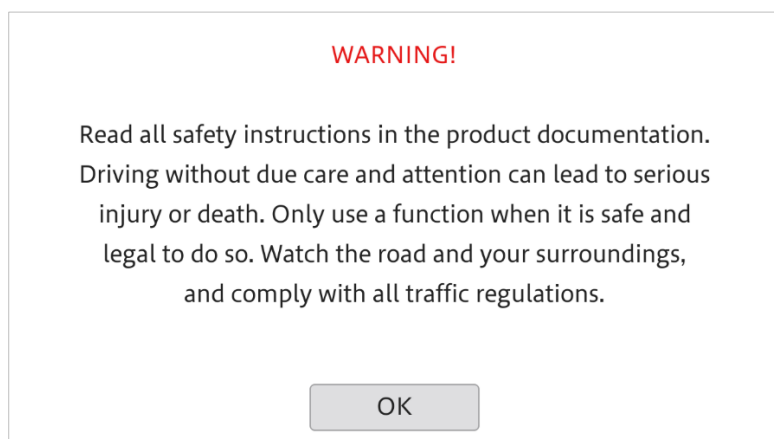 WARNING!
Read all safety instructions in the product documentation.
Driving without due care and attention can lead to serious
injury or death. Only use a function when it is safe and
legal to do so. Watch the road and your surroundings,
and comply with all traffic regulations.
OK